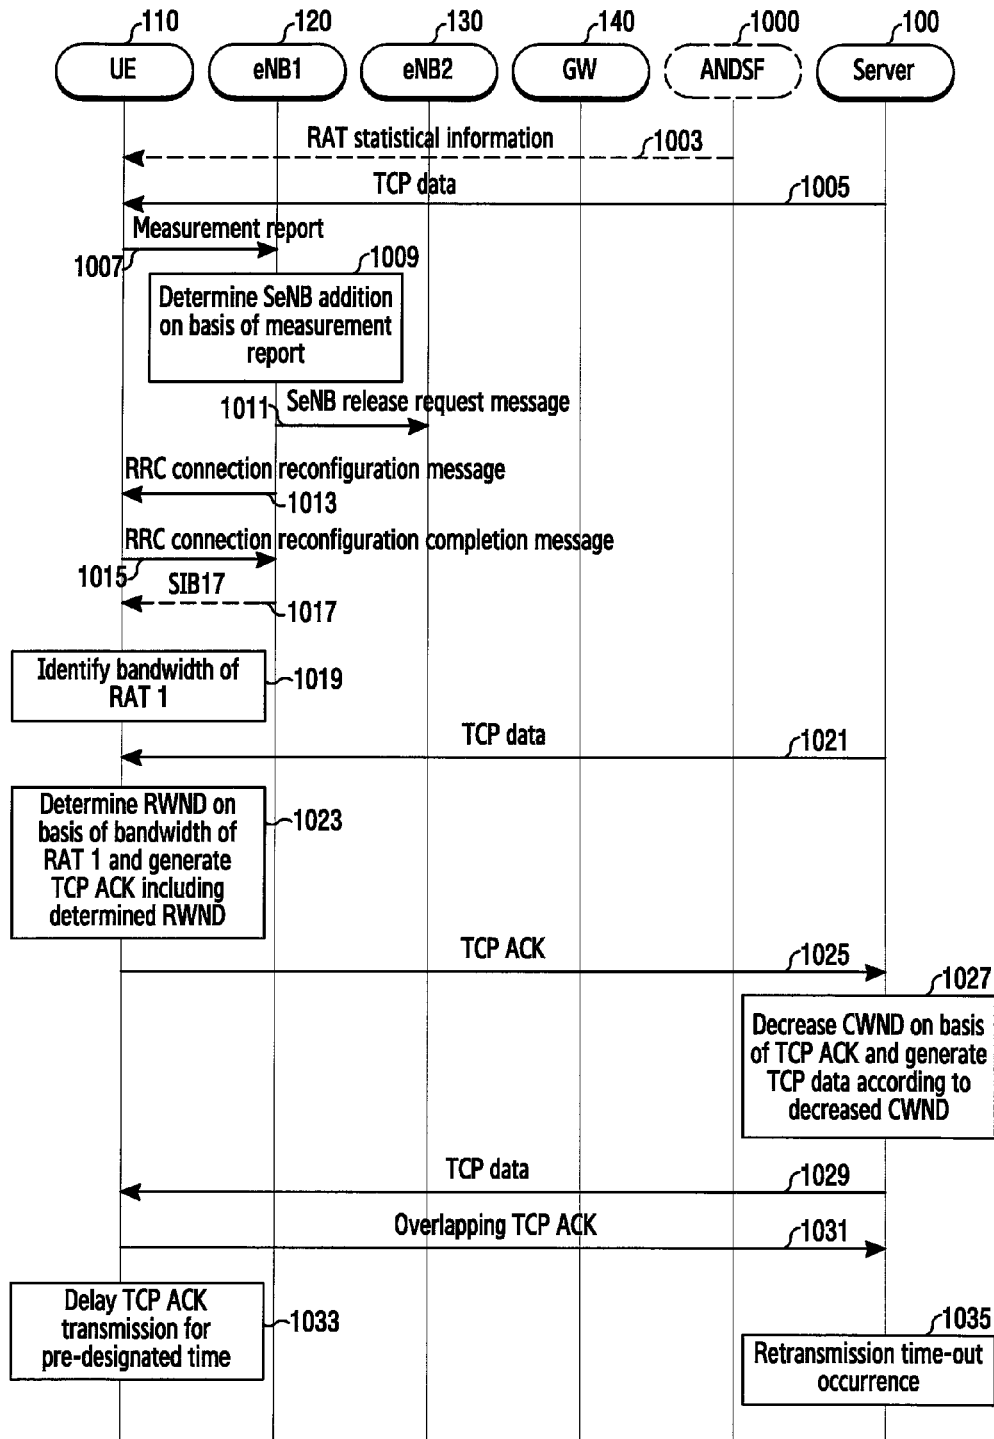 110
120
130
140
1000
100
UE
eNB1
eNB2
GW
ANDSF
Server
RAT statistical information
1003
TCP data
1005
Measurement report
1007
1009
Determine SeNB addition
on basis of measurement
report
1011
SeNB release request message
RRC connection reconfiguration message
1013
RRC connection reconfiguration completion message
1015
SIB17
1017
Identify bandwidth of
RAT 1
1019
TCP data
1021
Determine RWND on
basis of bandwidth of
RAT 1 and generate
TCP ACK including
determined RWND
1023
TCP ACK
1025
1027
Decrease CWND on basis
of TCP ACK and generate
TCP data according to
decreased CWND
TCP data
1029
Overlapping TCP ACK
1031
Delay TCP ACK
transmission for
pre-designated time
1033
1035
Retransmission time-out
occurrence